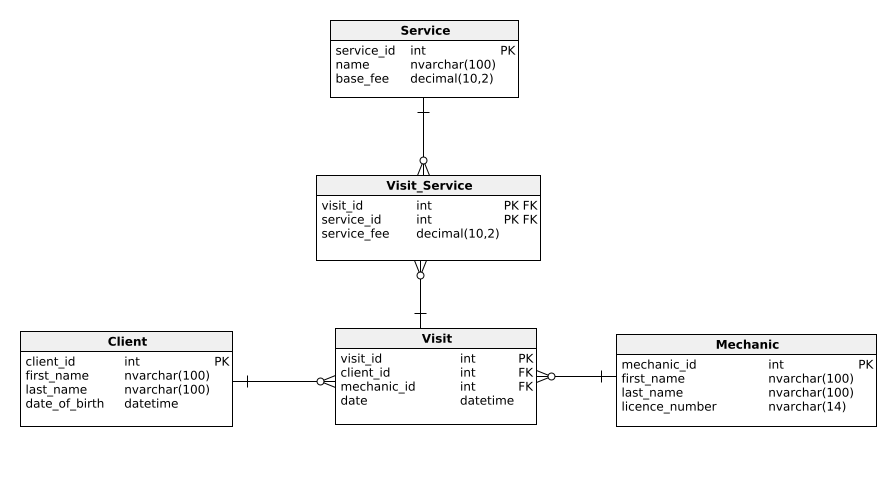 Service
service_id int PK
name nvarchar(100)
base_fee decimal(10,2)
Visit_Service
visit_id int PK FK
service_id int PK FK
service_fee decimal(10,2)
Client
client_id int PK
first_name nvarchar(100)
last_name nvarchar(100)
date_of_birth datetime
Visit
visit_id int PK
client_id int FK
mechanic_id int FK
date datetime
Mechanic
mechanic_id int PK
first_name nvarchar(100)
last_name nvarchar(100)
licence_number nvarchar(14)